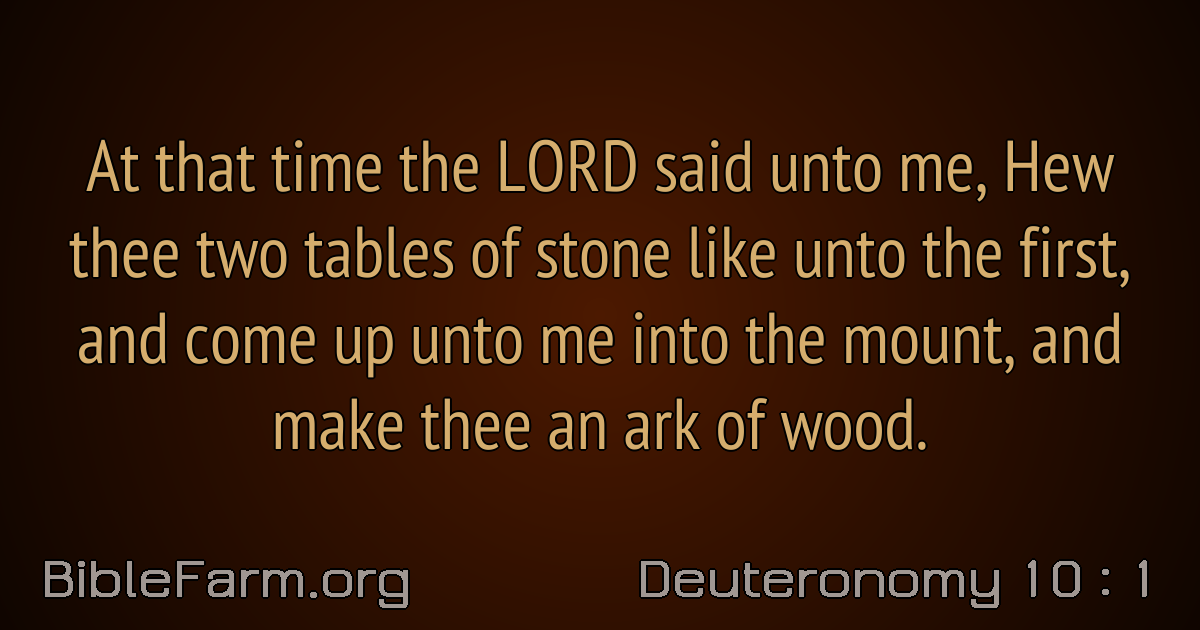 At that time the LORD said unto me, Hew
thee two tables of stone like unto the first,
and come up unto me into the mount, and
make thee an ark of wood.
BibleFarm.org
Deuteronomy 10 : 1